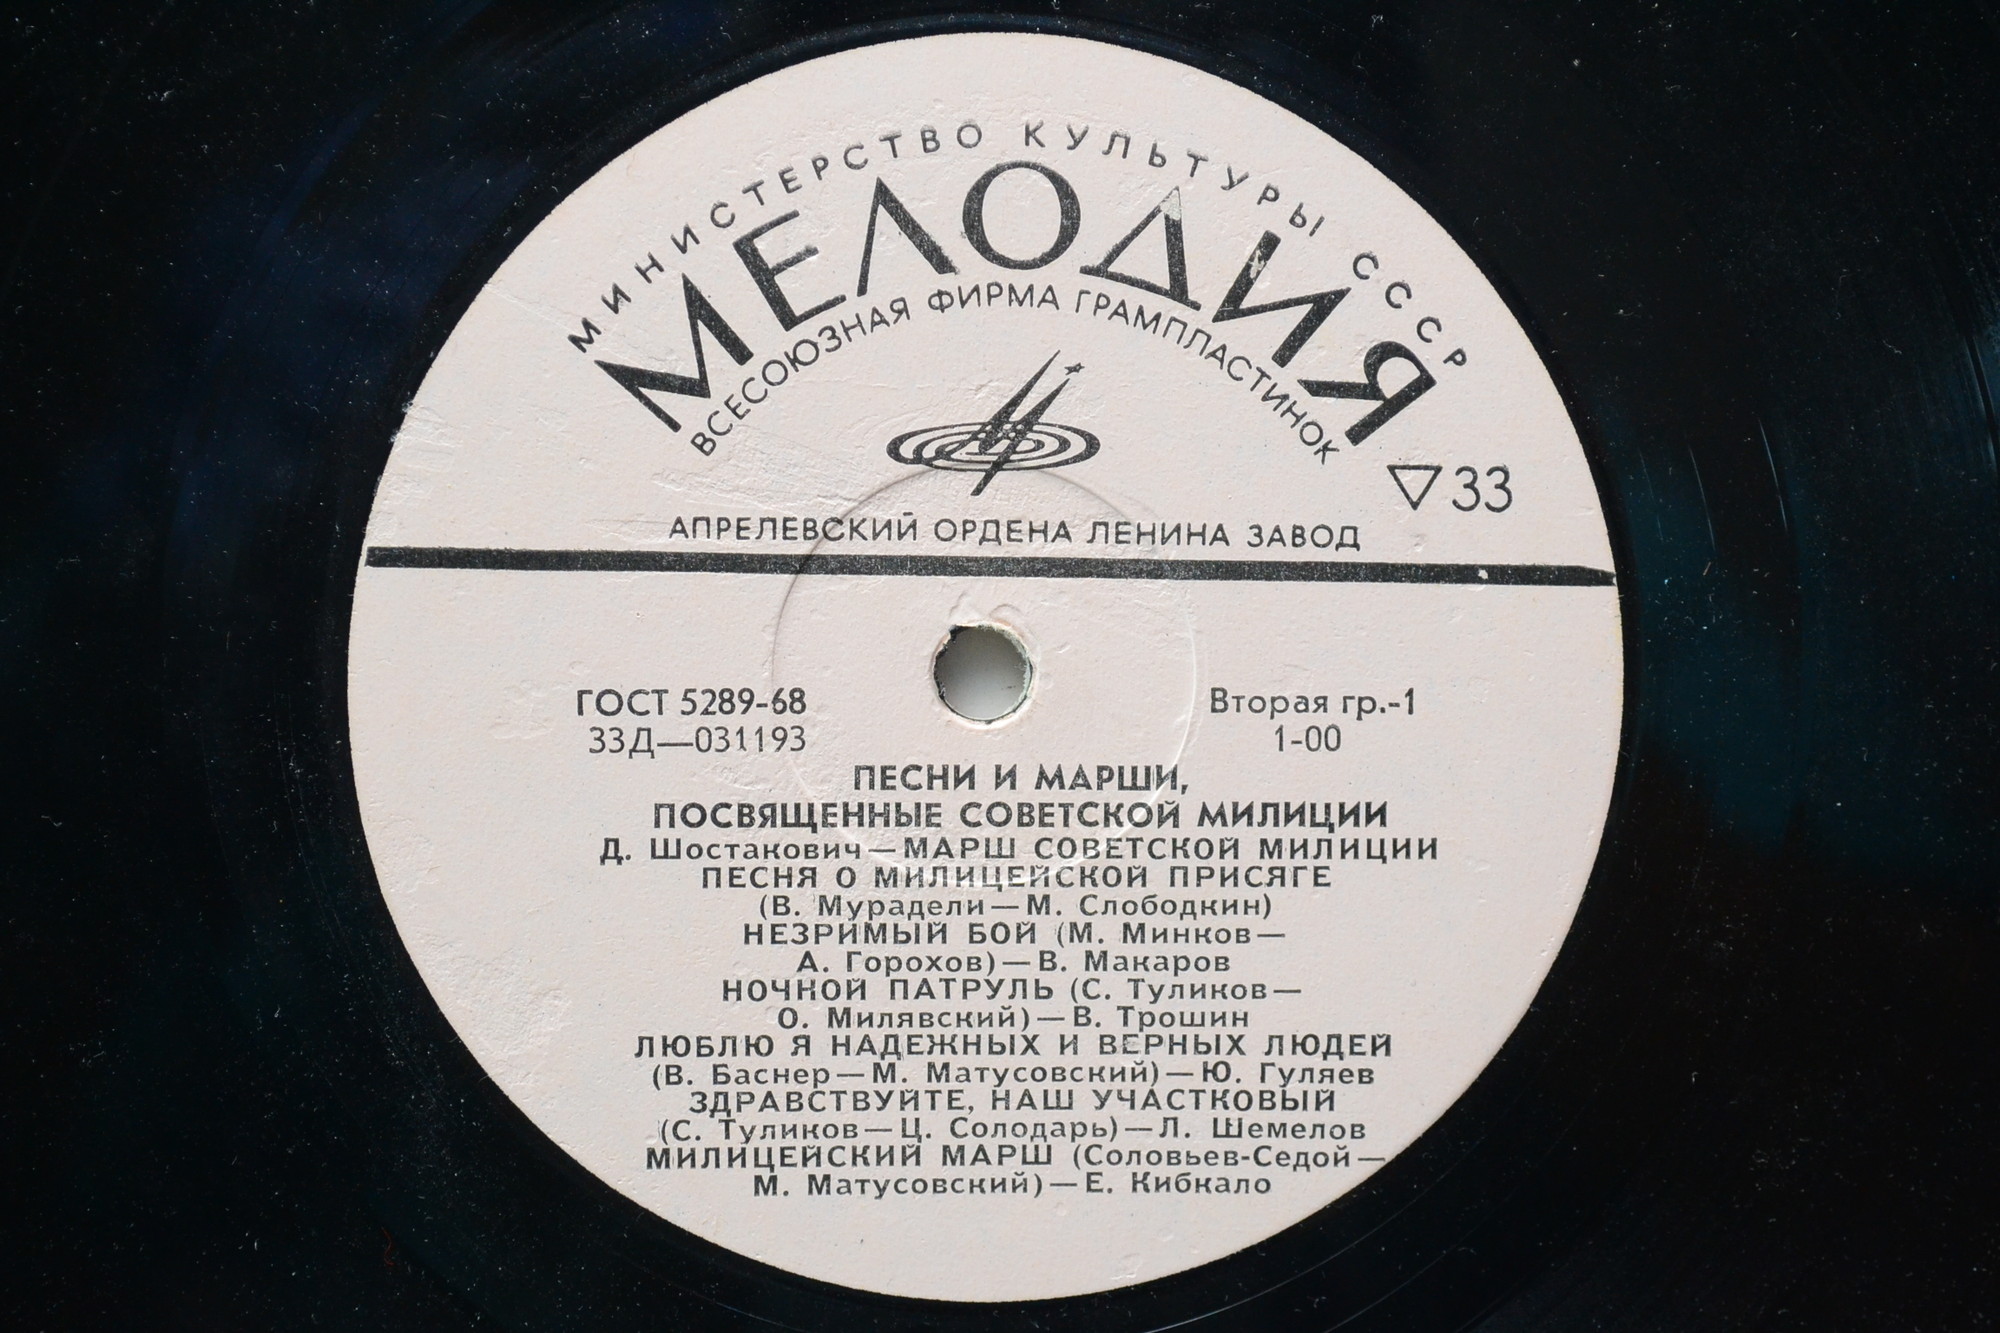 МИНИСТЕРСТВО КУЛЬТУРЫ СССР
МЕЛОДИЯ
ВСЕСОЮЗНАЯ ФИРМА ГРАМПЛАСТИНОК
33
АПРЕЛЕВСКИЙ ОРДЕНА ЛЕНИНА ЗАВОД
ГОСТ 5289-68
33Д—031193
Вторая гр.-1
1-00
ПЕСНИ И МАРШИ,
ПОСВЯЩЕННЫЕ СОВЕТСКОЙ МИЛИЦИИ
Д. Шостакович—МАРШ СОВЕТСКОЙ МИЛИЦИИ
ПЕСНЯ О МИЛИЦЕЙСКОЙ ПРИСЯГЕ
(В. Мурадели—М. Слободкин)
НЕЗРИМЫЙ БОЙ (М. Минков—
А. Горохов)—В. Макаров
НОЧНОЙ ПАТРУЛЬ (С. Туликов—
О. Милявский)—В. Трошин
ЛЮБЛЮ Я НАДЕЖНЫХ И ВЕРНЫХ ЛЮДЕЙ
(В. Баснер—М. Матусовский)—Ю. Гуляев
ЗДРАВСТВУЙТЕ, НАШ УЧАСТКОВЫЙ
(С. Туликов—Ц. Солодарь)—Л. Шемелов
МИЛИЦЕЙСКИЙ МАРШ (Соловьев-Седой—
М. Матусовский)—Е. Кибкало